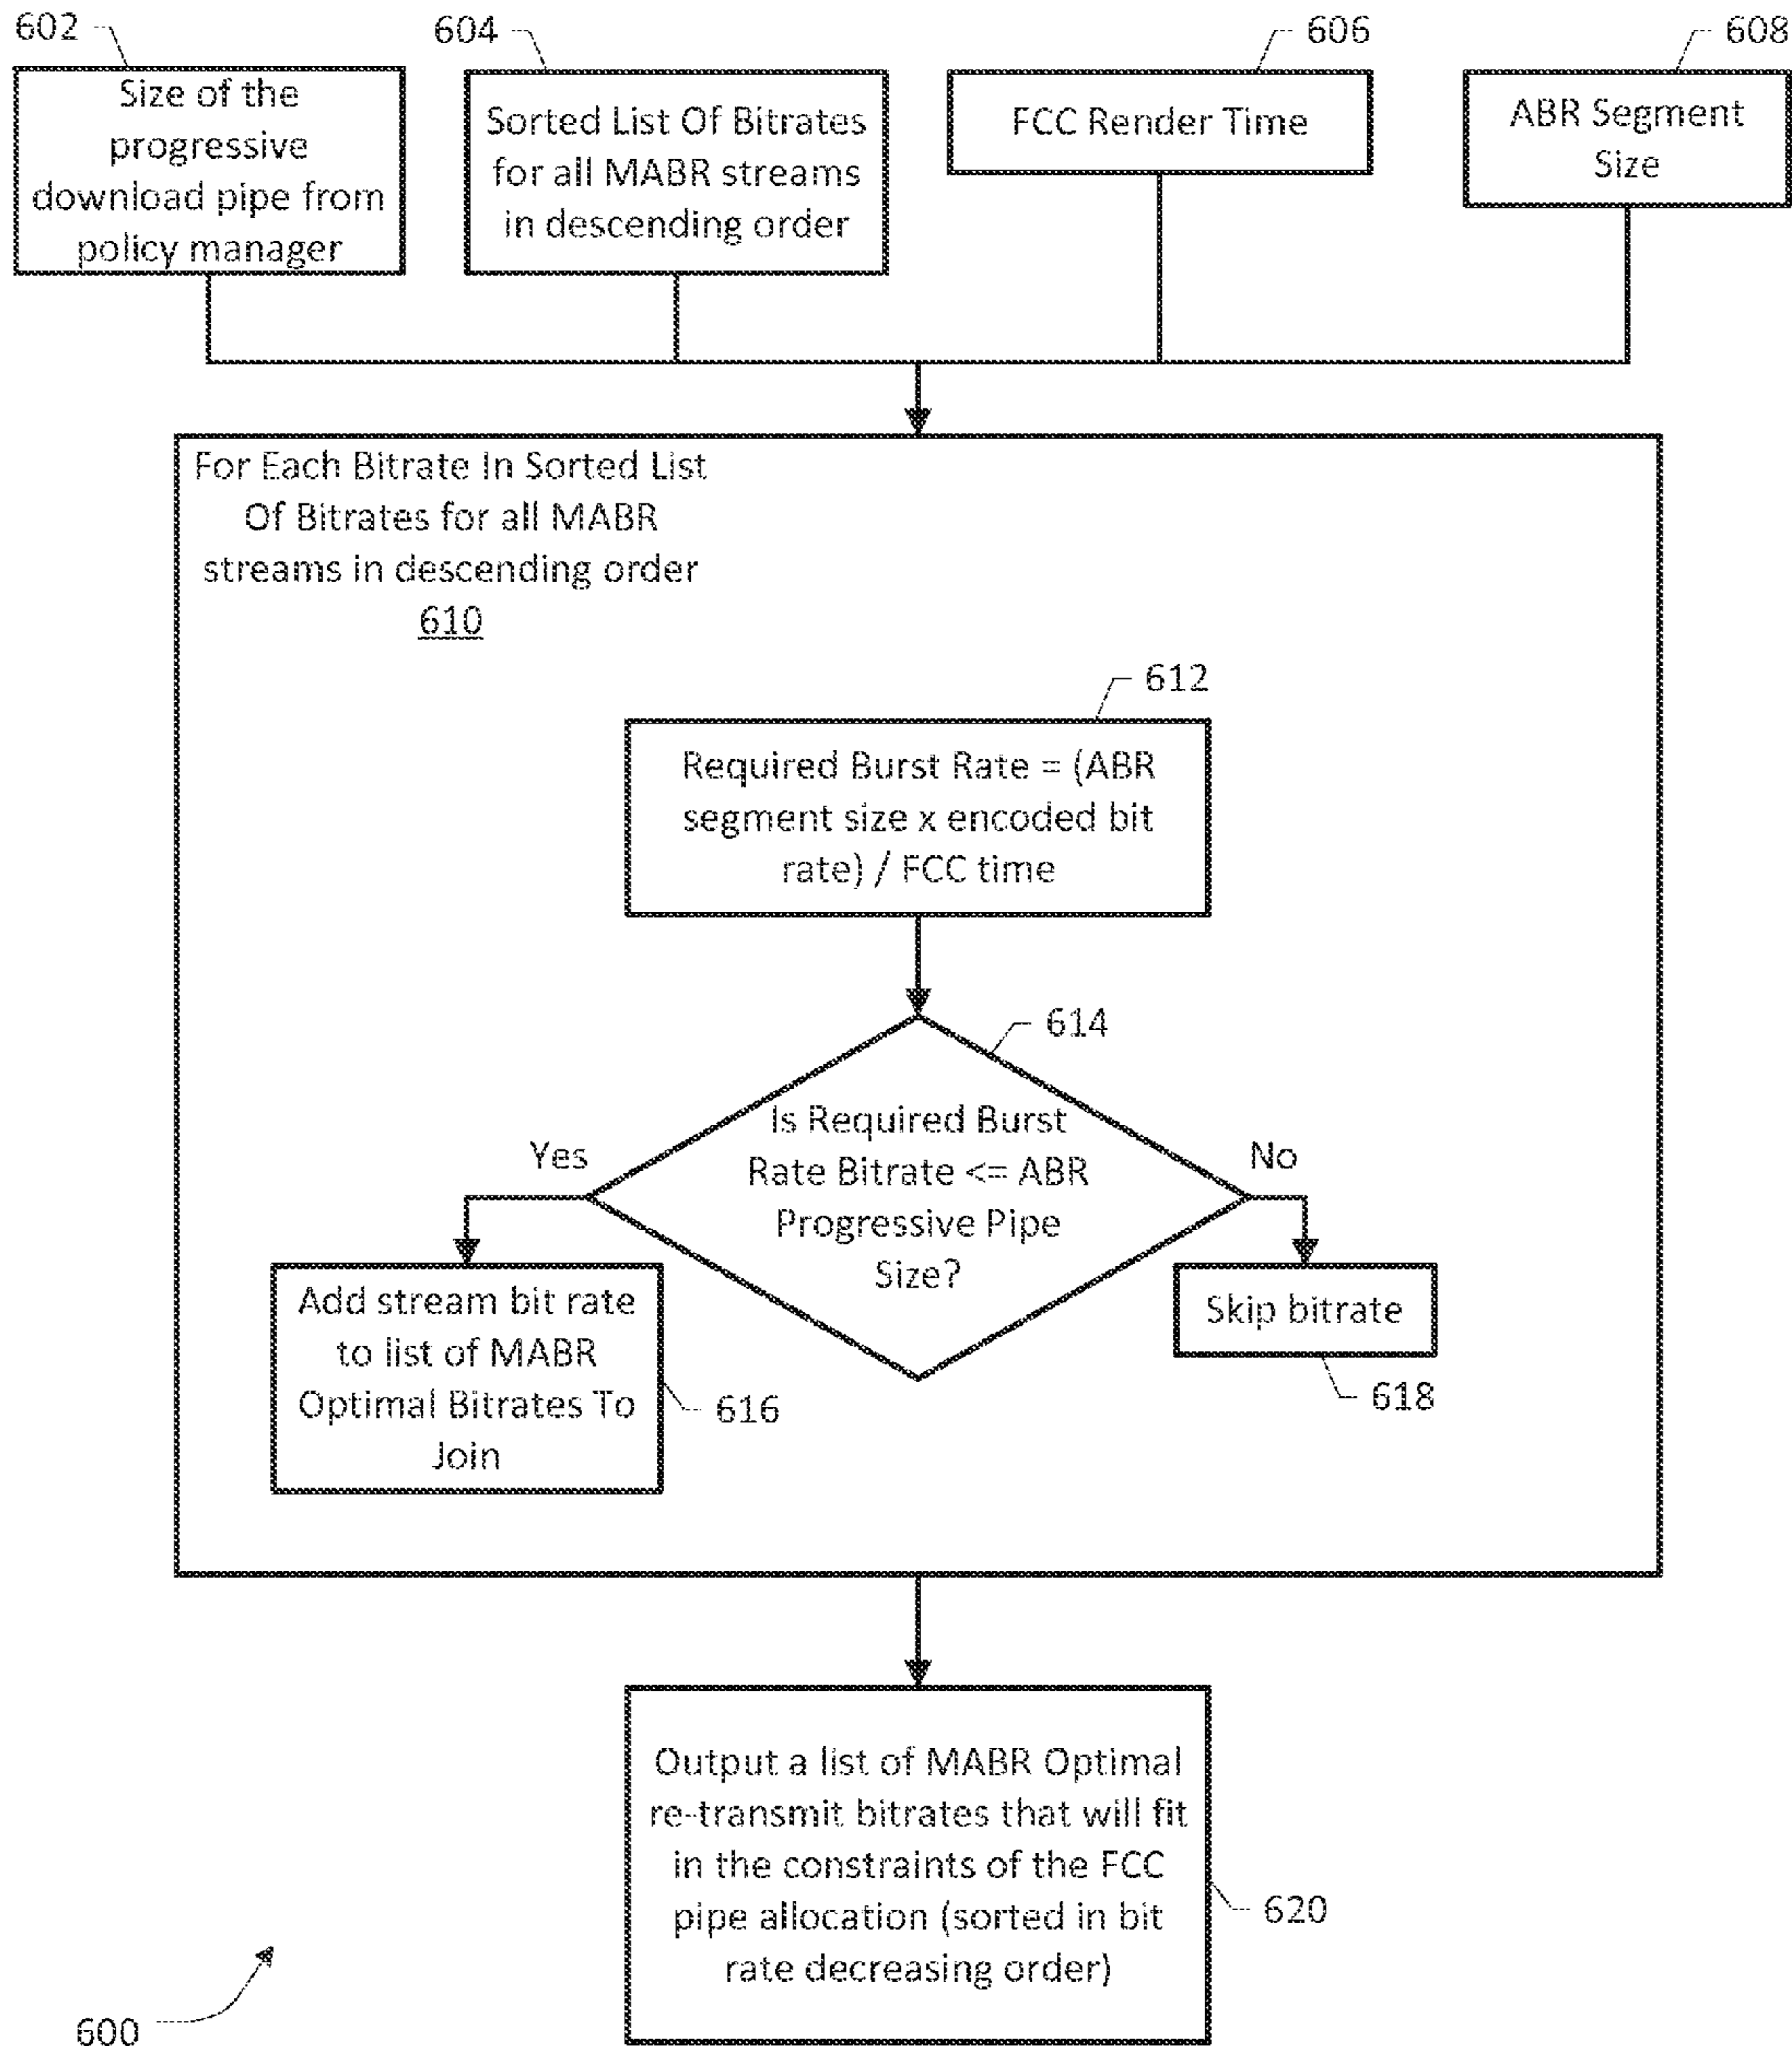 602
604
606
608
Size of the
progressive
download pipe from
policy manager
Sorted List Of Bitrates
for all MABR streams
in descending order
FCC Render Time
ABR Segment
Size
For Each Bitrate In Sorted List
Of Bitrates for all MABR
streams in descending order
610
612
Required Burst Rate = (ABR
segment size x encoded bit
rate) / FCC time
614
Is Required Burst
Rate Bitrate <= ABR
Progressive Pipe
Size?
Yes
No
Add stream bit rate
to list of MABR
Optimal Bitrates To
Join
616
Skip bitrate
618
Output a list of MABR Optimal
re-transmit bitrates that will fit
in the constraints of the FCC
pipe allocation (sorted in bit
rate decreasing order)
620
600